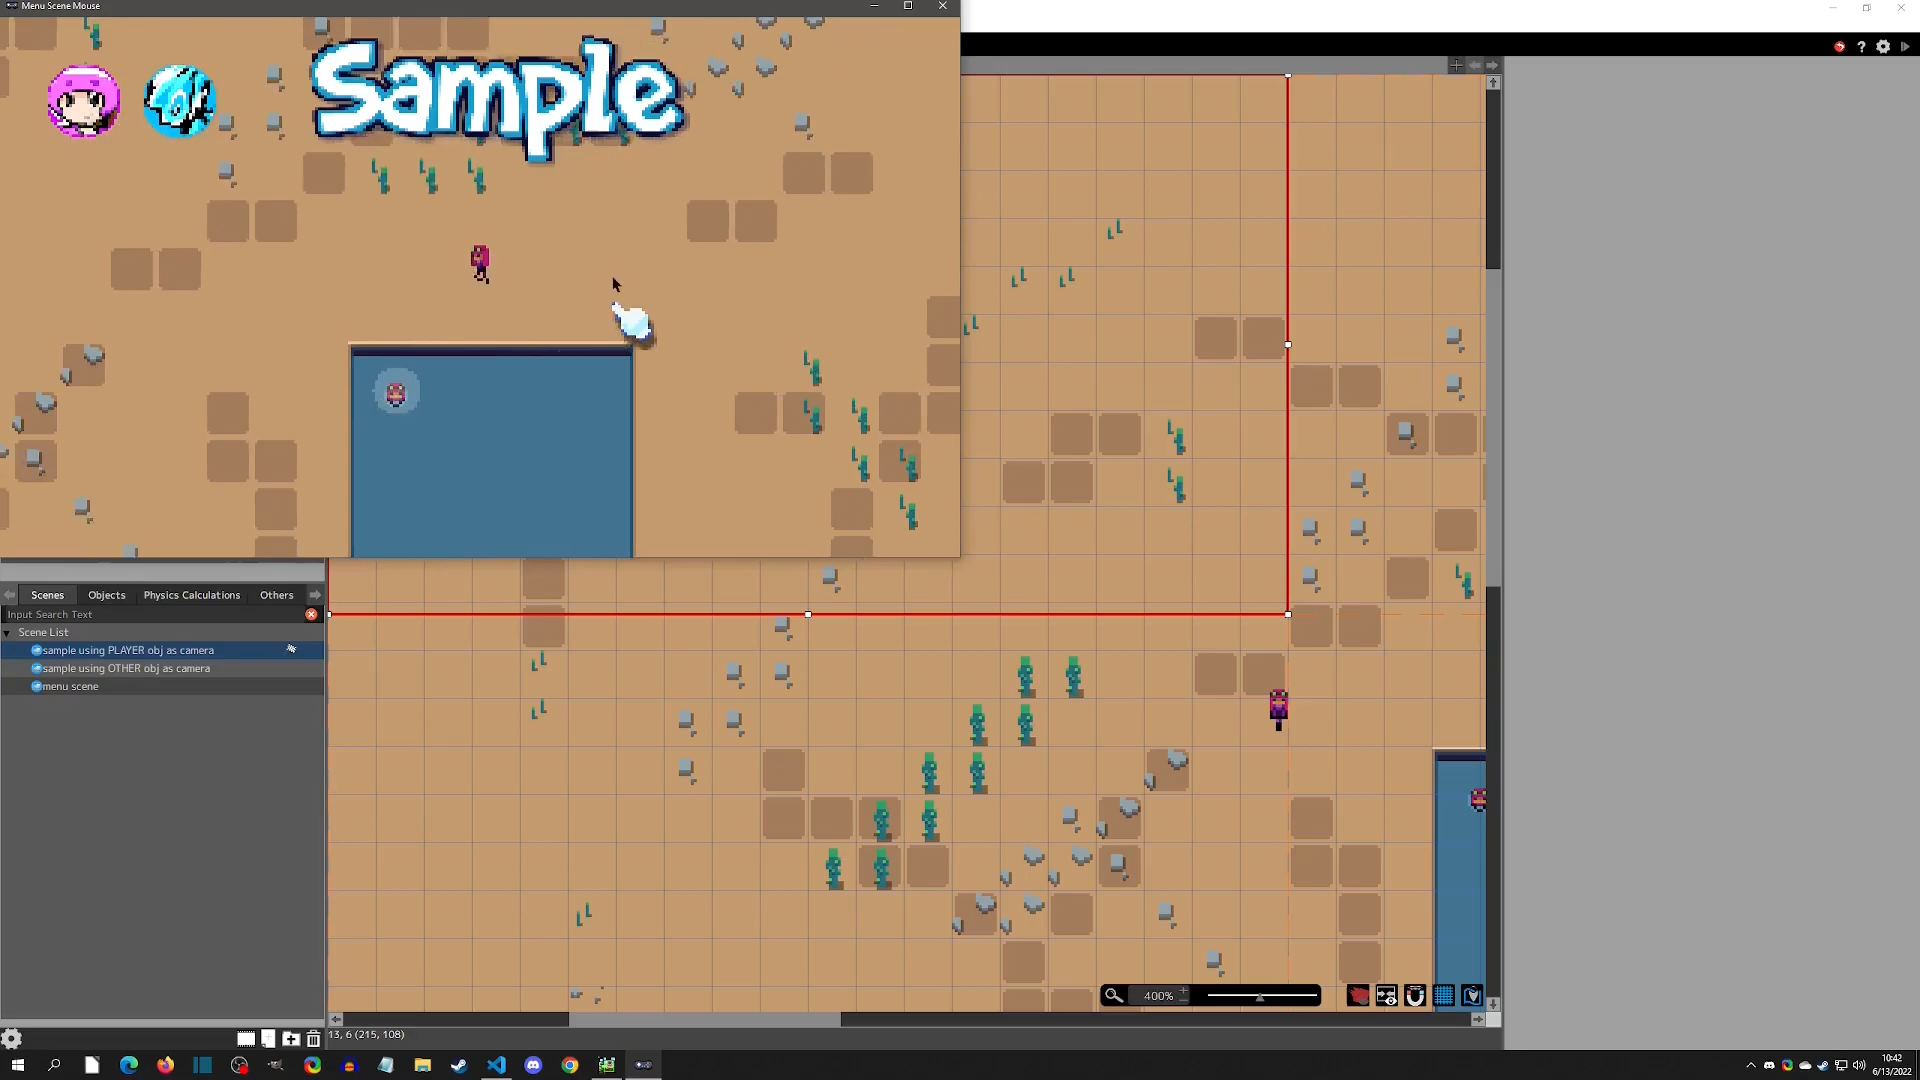 Menu Scene Mouse
Sample
Scenes
Objects
Physics Calculations
Others
Input Search Text
Scene List
sample using PLAYER obj as camera
sample using OTHER obj as camera
menu scene
400%
13, 6 (215, 108)
10:42
6/13/2022